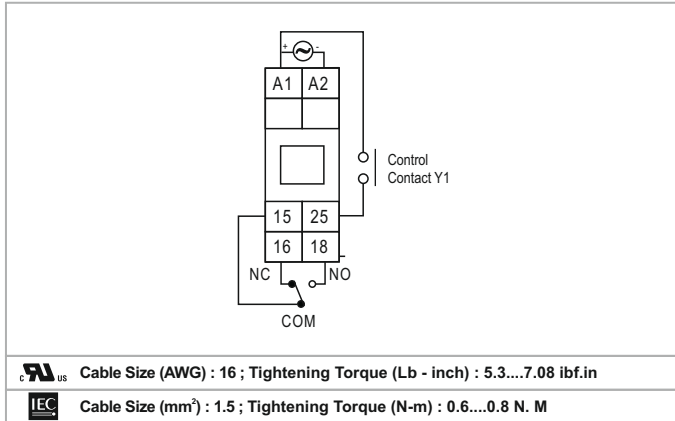 + -
A1 A2
Control
Contact Y1
15 25
16 18
NC NO
COM
c RU us Cable Size (AWG) : 16 ; Tightening Torque (Lb - inch) : 5.3....7.08 ibf.in
IEC Cable Size (mm²) : 1.5 ; Tightening Torque (N-m) : 0.6....0.8 N. M